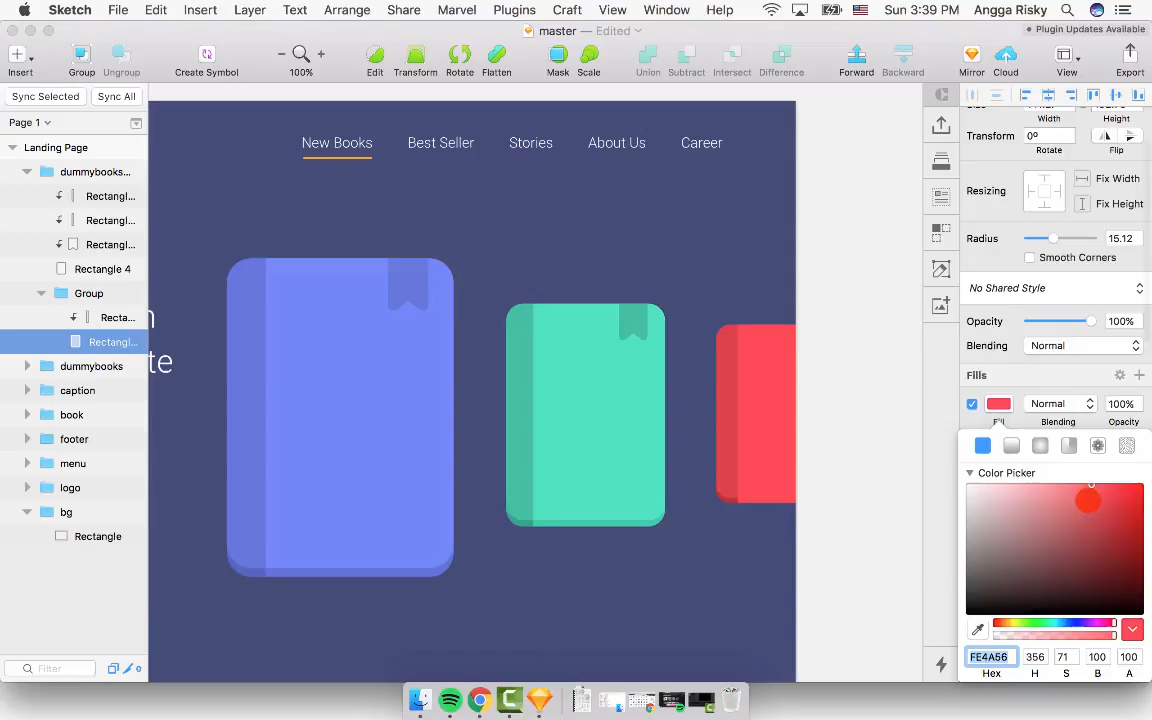 Sketch File Edit Insert Layer Text Arrange Share Marvel Plugins Craft View Window Help Sun 3:39 PM Angga Risky
master — Edited
Plugin Updates Available
Insert Group Ungroup Create Symbol 100% Edit Transform Rotate Flatten Mask Scale Union Subtract Intersect Difference Forward Backward Mirror Cloud View Export
Sync Selected Sync All
Page 1
Landing Page
dummybooks...
Rectangl...
Rectangl...
Rectangl...
Rectangle 4
Group
Recta...
Rectangl...
dummybooks
caption
book
footer
menu
logo
bg
Rectangle
Filter
0
New Books Best Seller Stories About Us Career
te
Width Height
Transform 0º
Rotate Flip
Resizing Fix Width
Fix Height
Radius 15.12
Smooth Corners
No Shared Style
Opacity 100%
Blending Normal
Fills
Normal 100%
Fill Blending Opacity
Color Picker
FE4A56 356 71 100 100
Hex H S B A